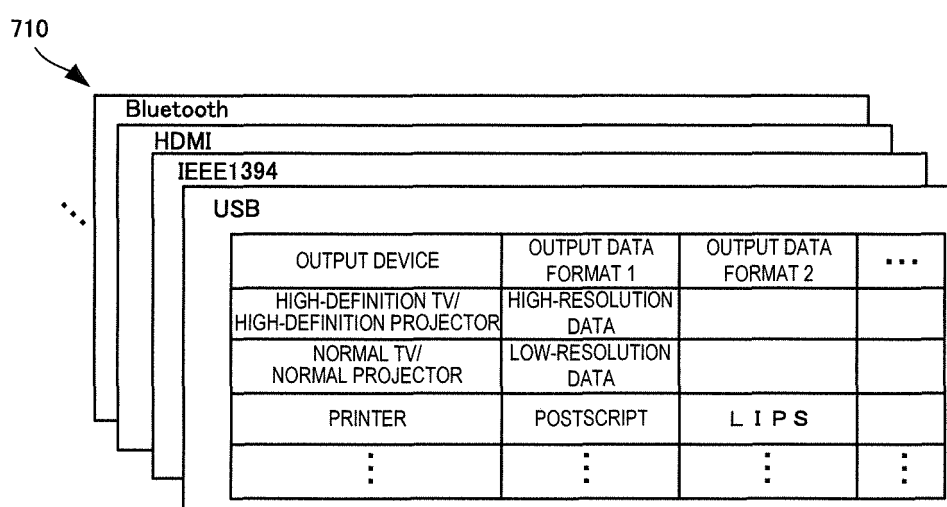 710
Bluetooth
HDMI
IEEE1394
USB
OUTPUT DEVICE
OUTPUT DATA
FORMAT 1
OUTPUT DATA
FORMAT 2
...
HIGH-DEFINITION TV/
HIGH-DEFINITION PROJECTOR
HIGH-RESOLUTION
DATA
NORMAL TV/
NORMAL PROJECTOR
LOW-RESOLUTION
DATA
PRINTER
POSTSCRIPT
LIPS